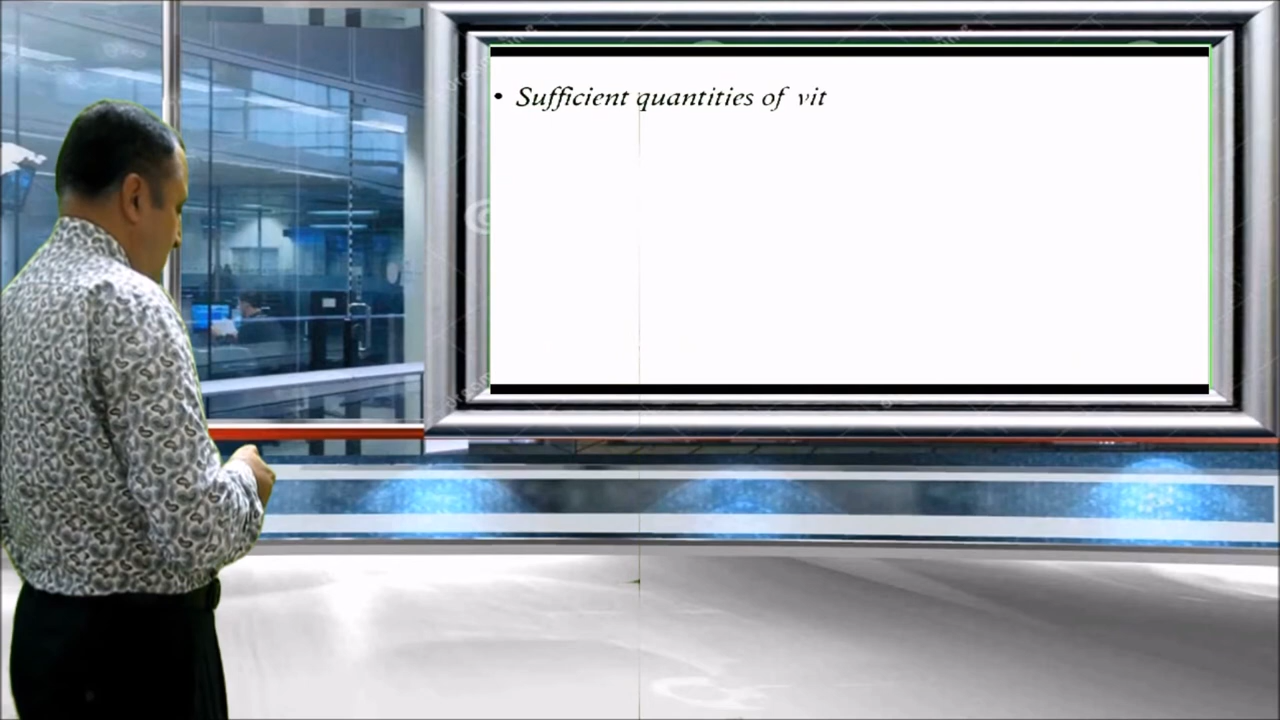 • Sufficient quantities of vit